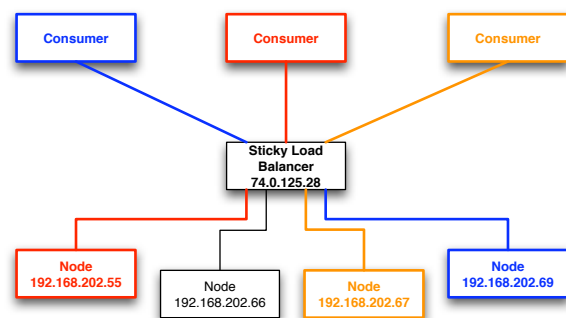 Consumer
Consumer
Consumer
Sticky Load
Balancer
74.0.125.28
Node
192.168.202.55
Node
192.168.202.66
Node
192.168.202.67
Node
192.168.202.69